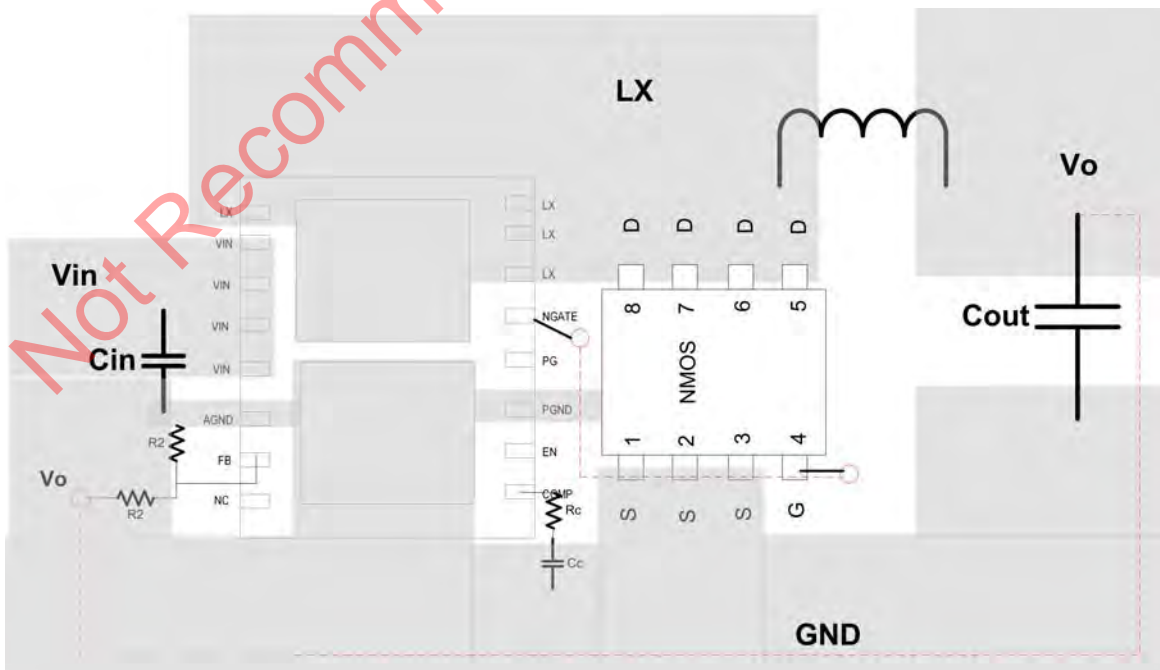 Not Recomm
LX
Vo
LX
VIN
VIN
VIN
VIN
AGND
FB
NC
LX
LX
LX
NGATE
PG
PGND
EN
COMP
Vin
Cin
R2
Vo
R2
Rc
Cc
D
D
D
D
8
7
6
5
NMOS
1
2
3
4
S
S
S
G
Cout
GND